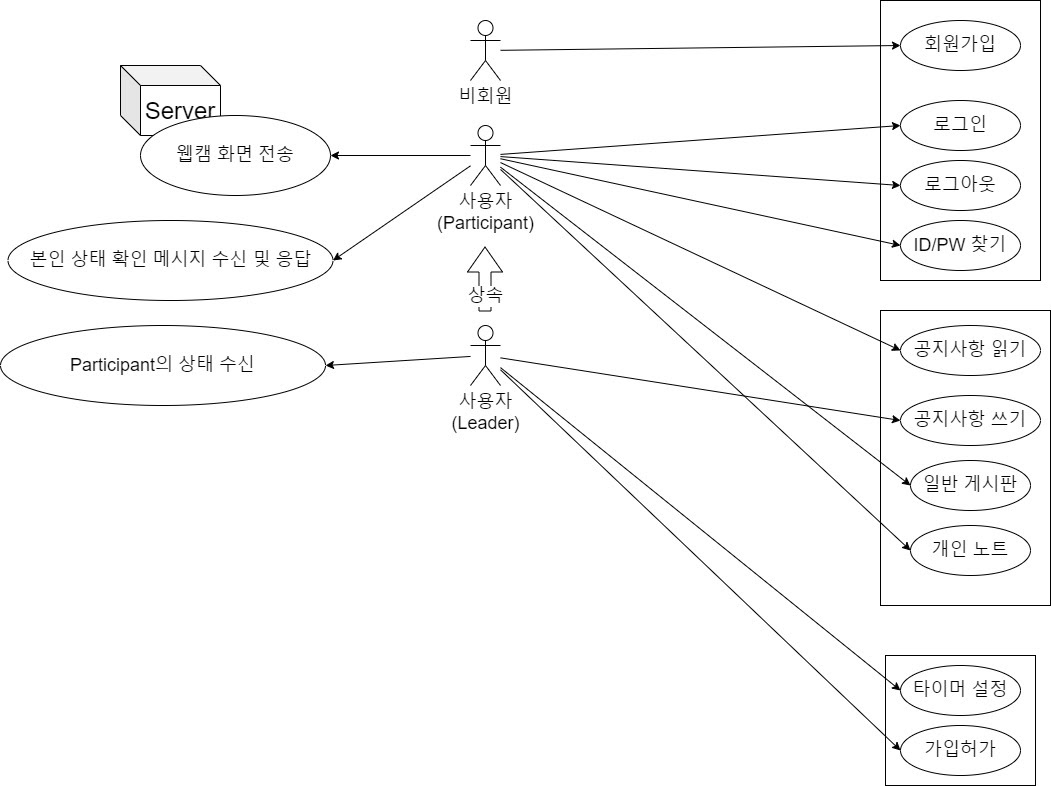 회원가입
비회원
Server
로그인
웹캠 화면 전송
로그아웃
사용자
(Participant)
ID/PW 찾기
본인 상태 확인 메시지 수신 및 응답
상속
공지사항 읽기
Participant의 상태 수신
사용자
(Leader)
공지사항 쓰기
일반 게시판
개인 노트
타이머 설정
가입허가